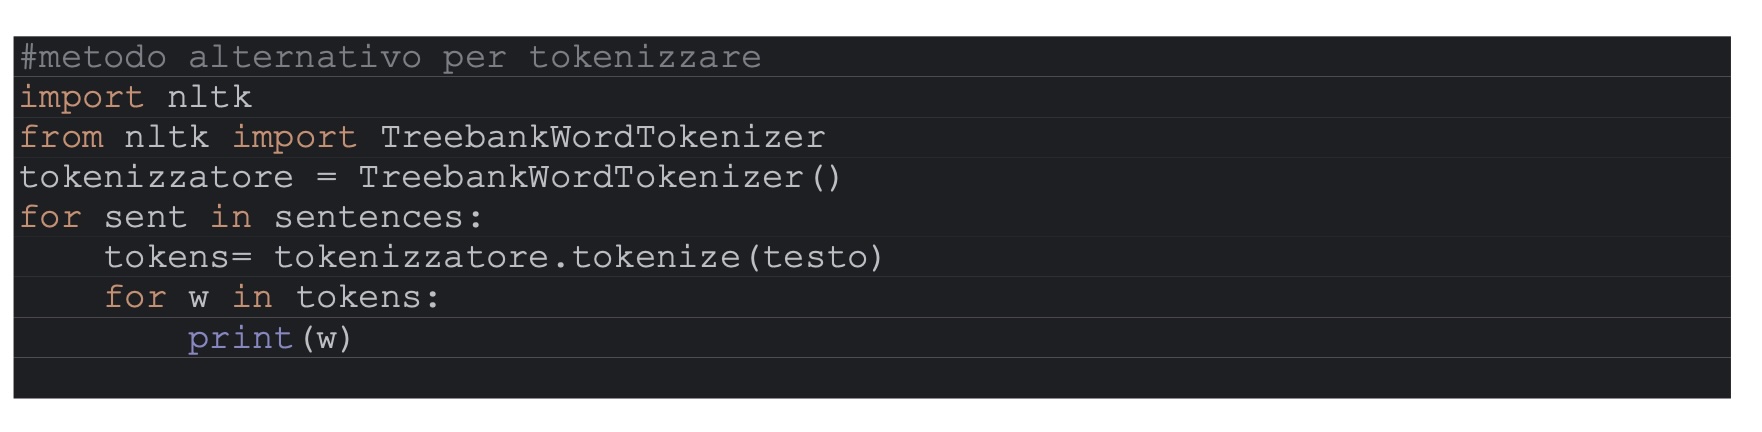 #metodo alternativo per tokenizzare
import nltk
from nltk import TreebankWordTokenizer
tokenizzatore = TreebankWordTokenizer()
for sent in sentences:
    tokens= tokenizzatore.tokenize(testo)
    for w in tokens:
        print(w)